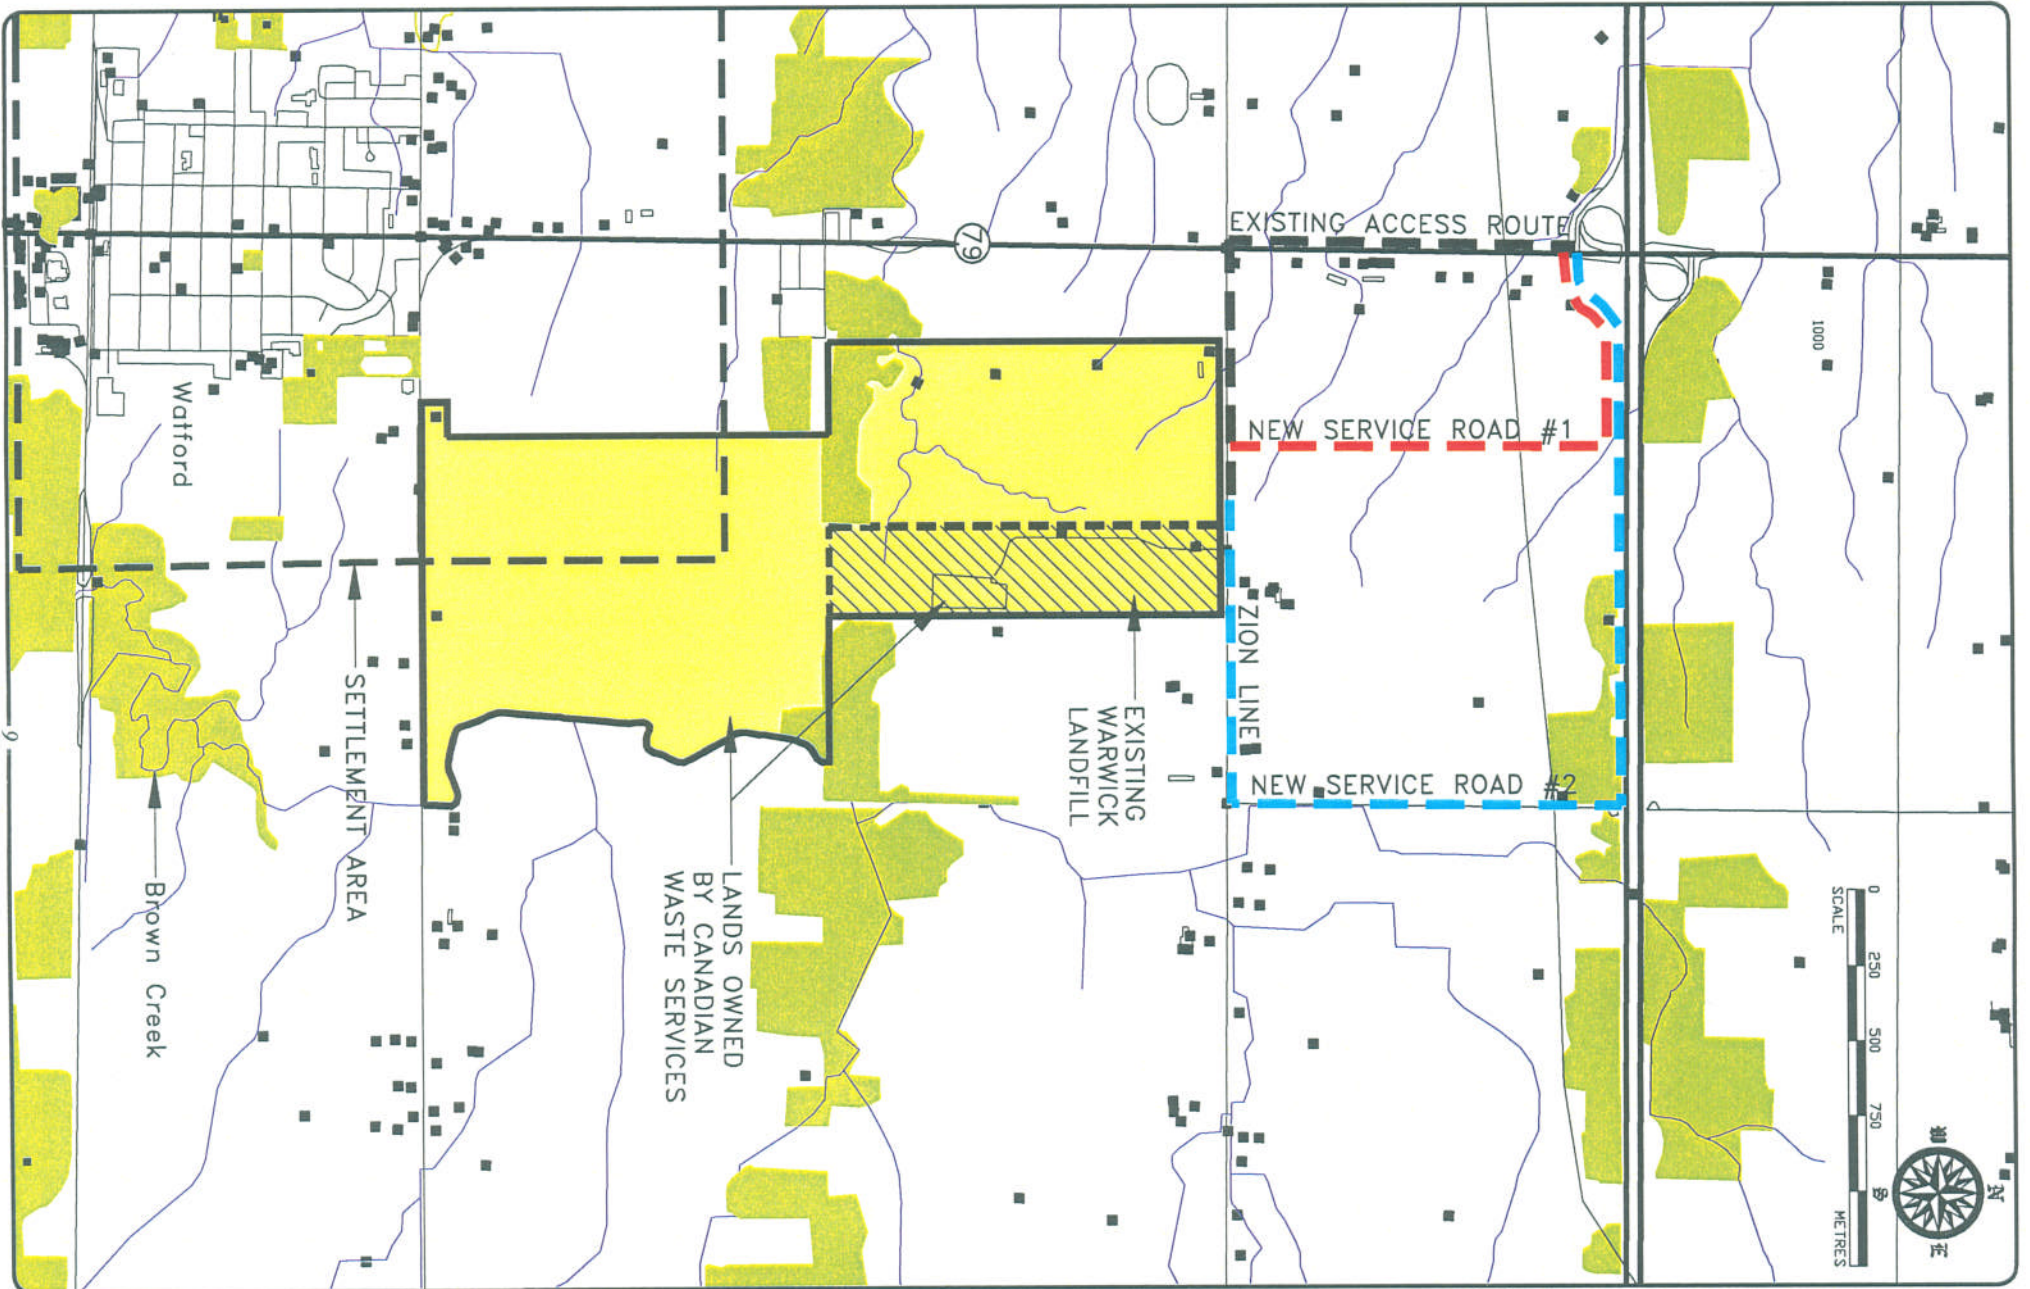 EXISTING ACCESS ROUTE
79
1000
NEW SERVICE ROAD #1
Watford
ZION LINE
NEW SERVICE ROAD #2
EXISTING
WARWICK
LANDFILL
SETTLEMENT AREA
LANDS OWNED
BY CANADIAN
WASTE SERVICES
Brown Creek
9
0
250
500
750
SCALE
METRES
N
E
S
W